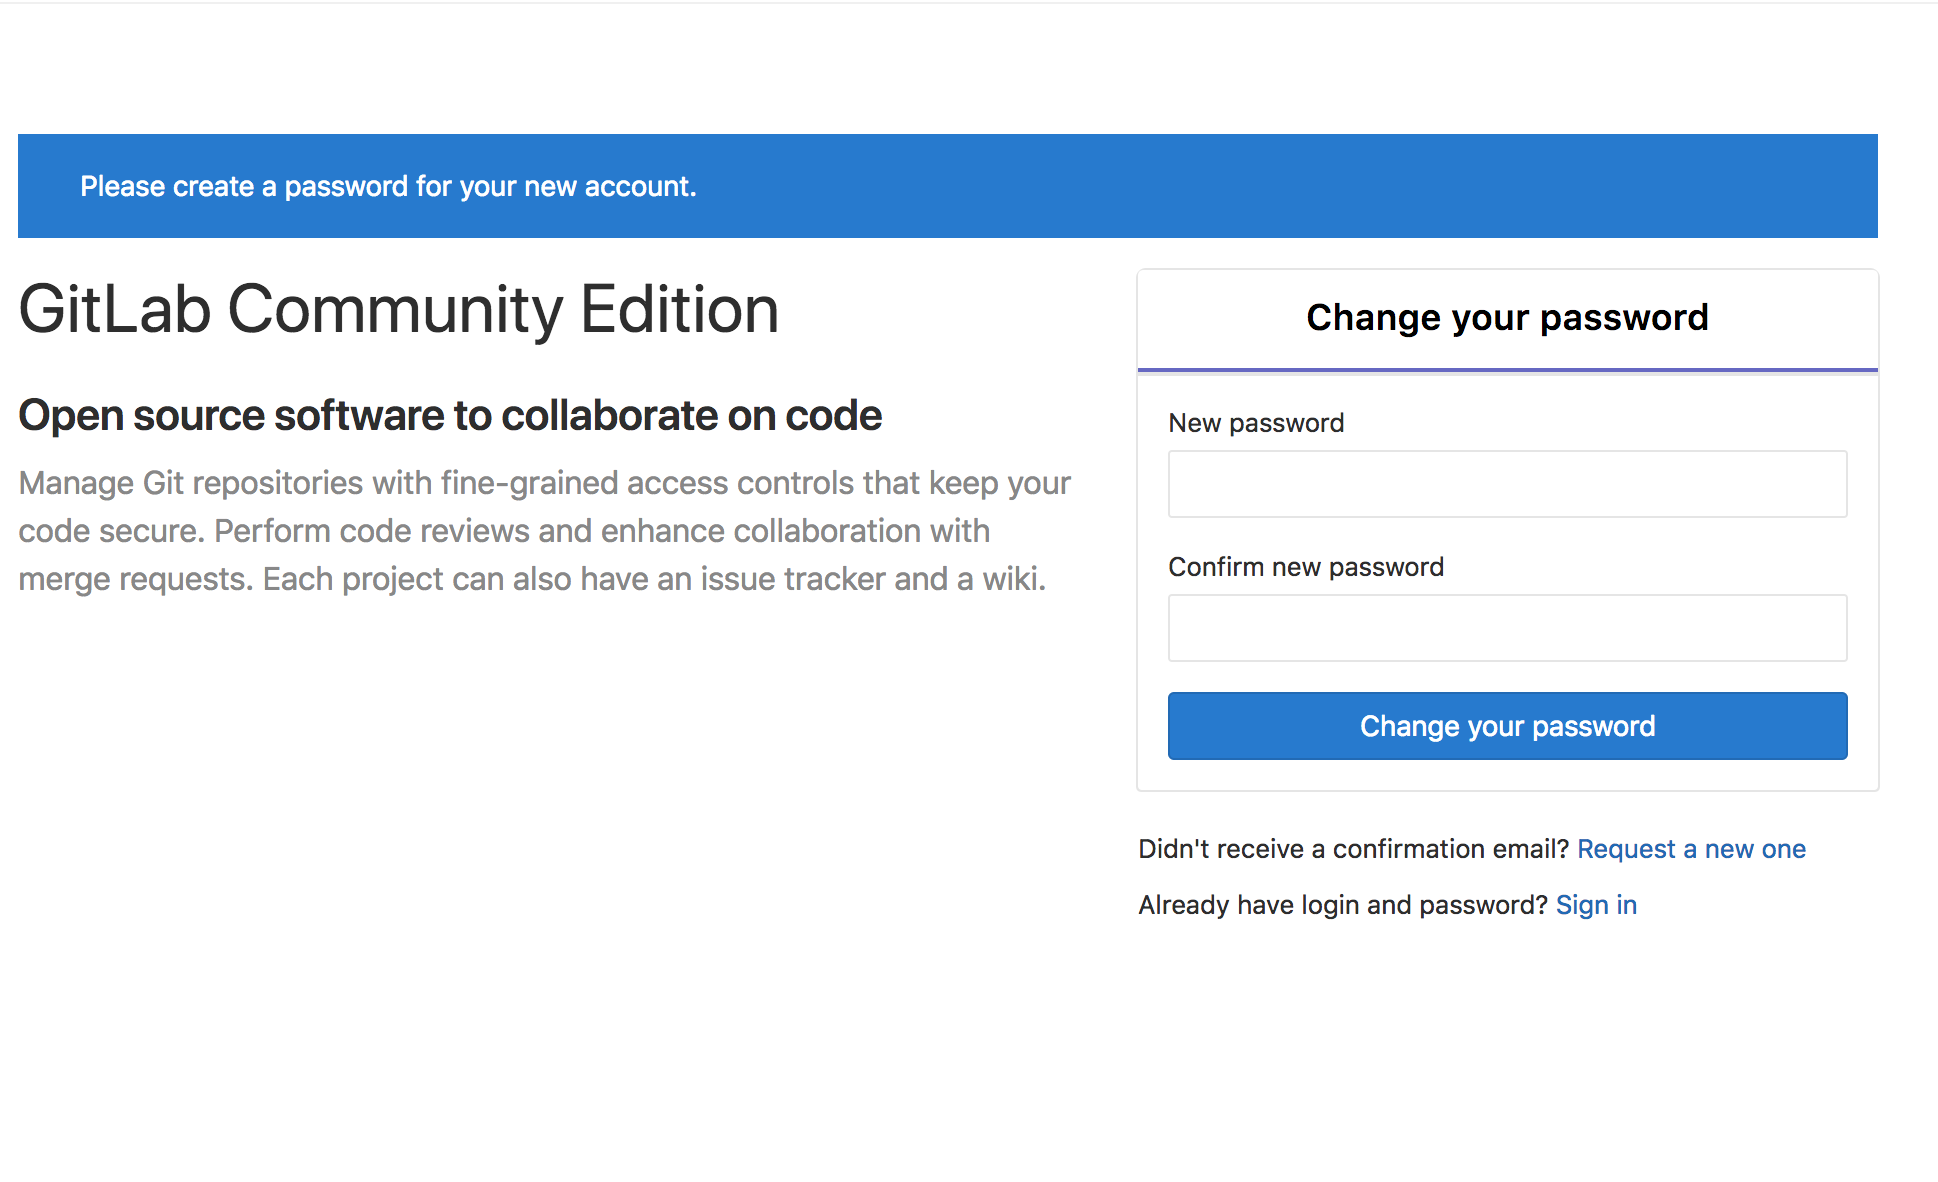 Please create a password for your new account.
GitLab Community Edition
Open source software to collaborate on code
Manage Git repositories with fine-grained access controls that keep your
code secure. Perform code reviews and enhance collaboration with
merge requests. Each project can also have an issue tracker and a wiki.
Change your password
New password
Confirm new password
Change your password
Didn't receive a confirmation email? Request a new one
Already have login and password? Sign in